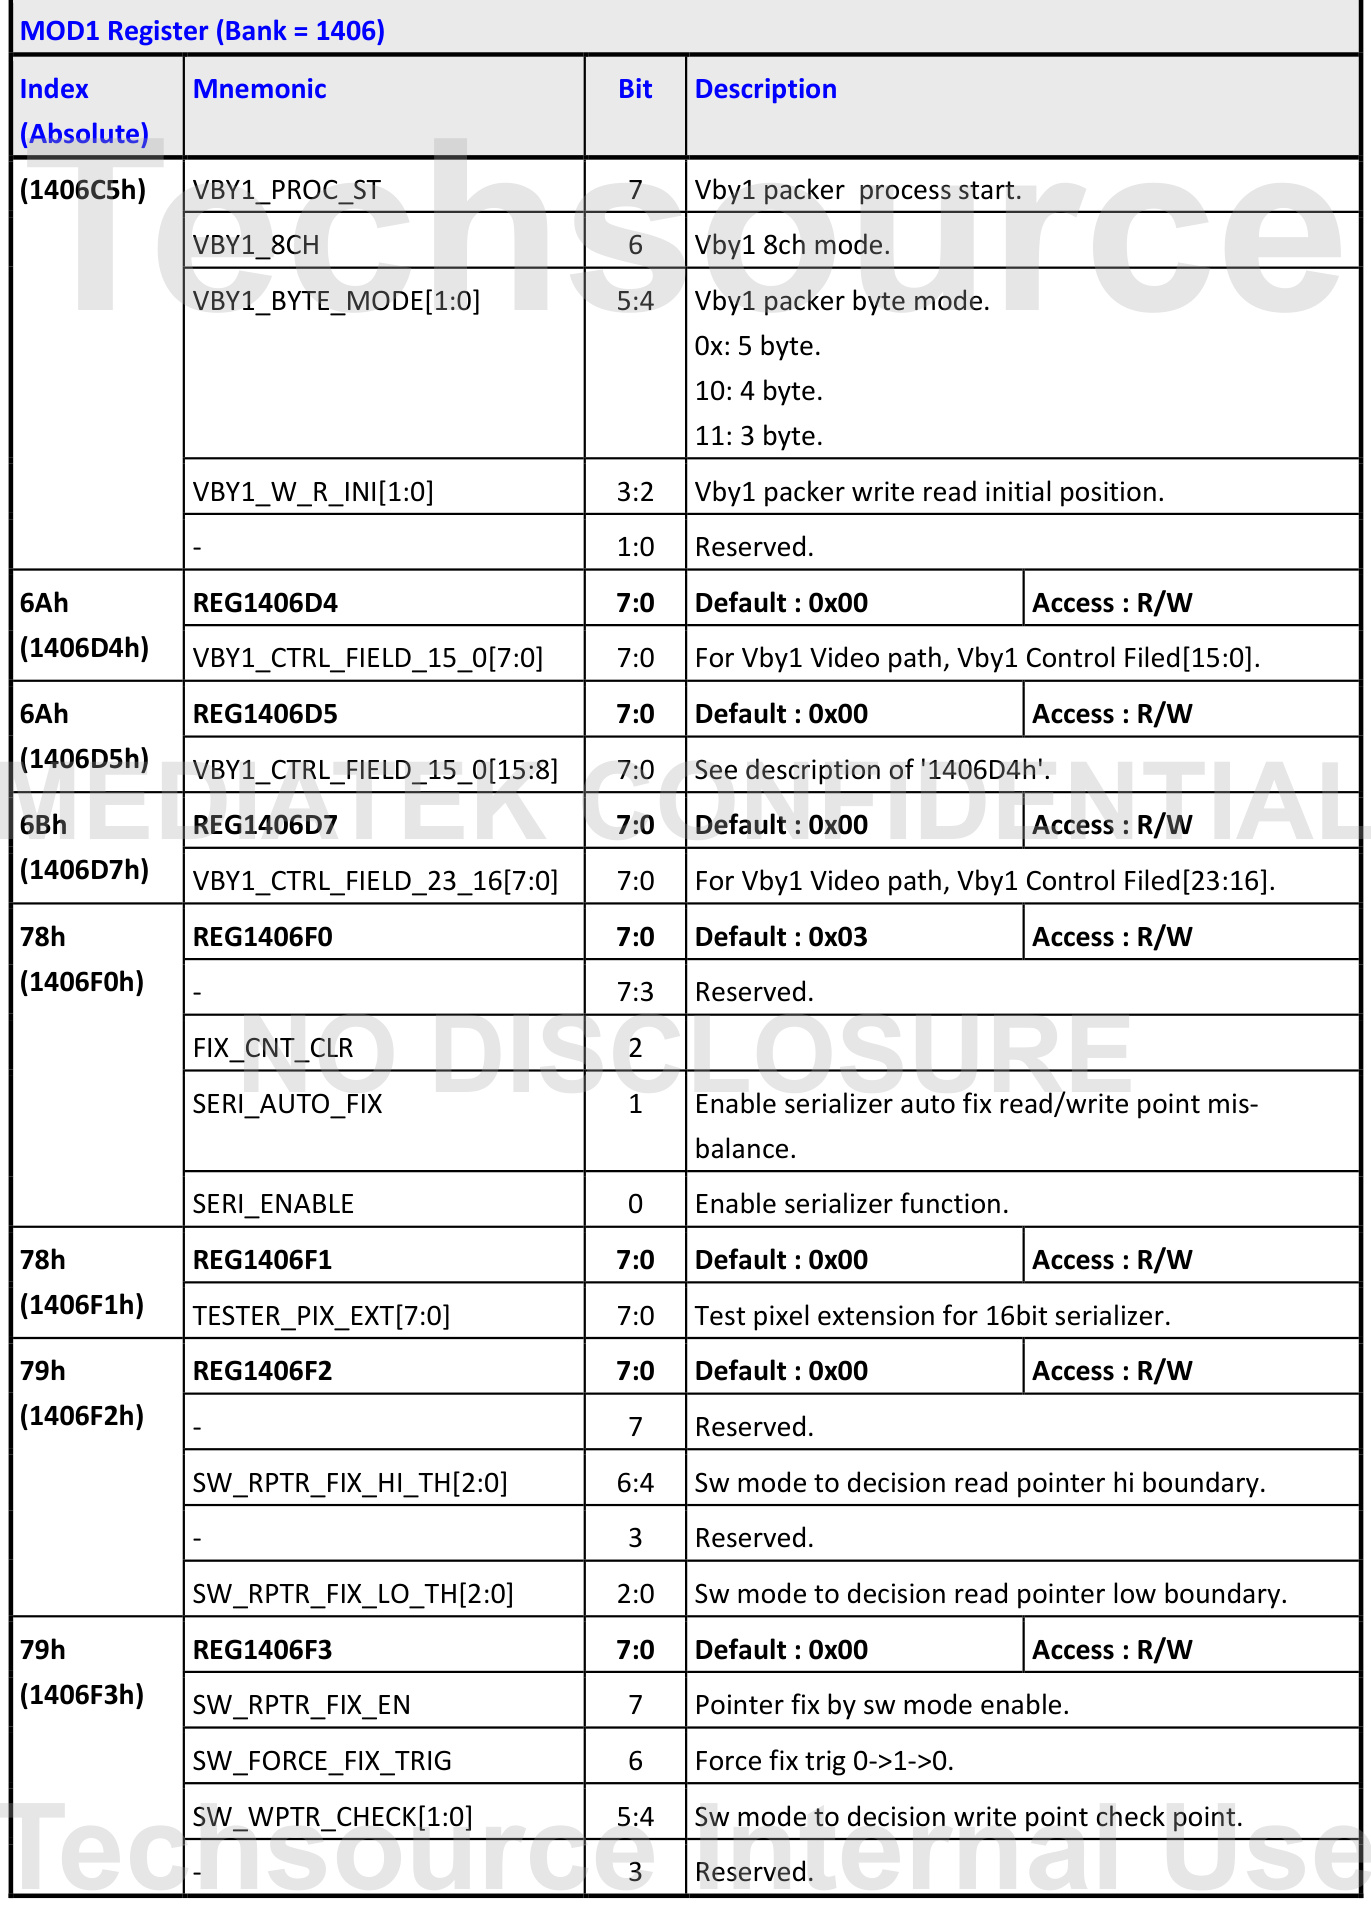 MOD1 Register (Bank = 1406)
Index (Absolute) Mnemonic Bit Description
(1406C5h) VBY1_PROC_ST 7 Vby1 packer  process start.
VBY1_8CH 6 Vby1 8ch mode.
VBY1_BYTE_MODE[1:0] 5:4 Vby1 packer byte mode.
0x: 5 byte.
10: 4 byte.
11: 3 byte.
VBY1_W_R_INI[1:0] 3:2 Vby1 packer write read initial position.
- 1:0 Reserved.
6Ah REG1406D4 7:0 Default : 0x00 Access : R/W
(1406D4h) VBY1_CTRL_FIELD_15_0[7:0] 7:0 For Vby1 Video path, Vby1 Control Filed[15:0].
6Ah REG1406D5 7:0 Default : 0x00 Access : R/W
(1406D5h) VBY1_CTRL_FIELD_15_0[15:8] 7:0 See description of '1406D4h'.
6Bh REG1406D7 7:0 Default : 0x00 Access : R/W
(1406D7h) VBY1_CTRL_FIELD_23_16[7:0] 7:0 For Vby1 Video path, Vby1 Control Filed[23:16].
78h REG1406F0 7:0 Default : 0x03 Access : R/W
(1406F0h) - 7:3 Reserved.
FIX_CNT_CLR 2
SERI_AUTO_FIX 1 Enable serializer auto fix read/write point mis-
balance.
SERI_ENABLE 0 Enable serializer function.
78h REG1406F1 7:0 Default : 0x00 Access : R/W
(1406F1h) TESTER_PIX_EXT[7:0] 7:0 Test pixel extension for 16bit serializer.
79h REG1406F2 7:0 Default : 0x00 Access : R/W
(1406F2h) - 7 Reserved.
SW_RPTR_FIX_HI_TH[2:0] 6:4 Sw mode to decision read pointer hi boundary.
- 3 Reserved.
SW_RPTR_FIX_LO_TH[2:0] 2:0 Sw mode to decision read pointer low boundary.
79h REG1406F3 7:0 Default : 0x00 Access : R/W
(1406F3h) SW_RPTR_FIX_EN 7 Pointer fix by sw mode enable.
SW_FORCE_FIX_TRIG 6 Force fix trig 0->1->0.
SW_WPTR_CHECK[1:0] 5:4 Sw mode to decision write point check point.
- 3 Reserved.
Techsource
MEDIATEK CONFIDENTIAL
NO DISCLOSURE
Techsource Internal Use